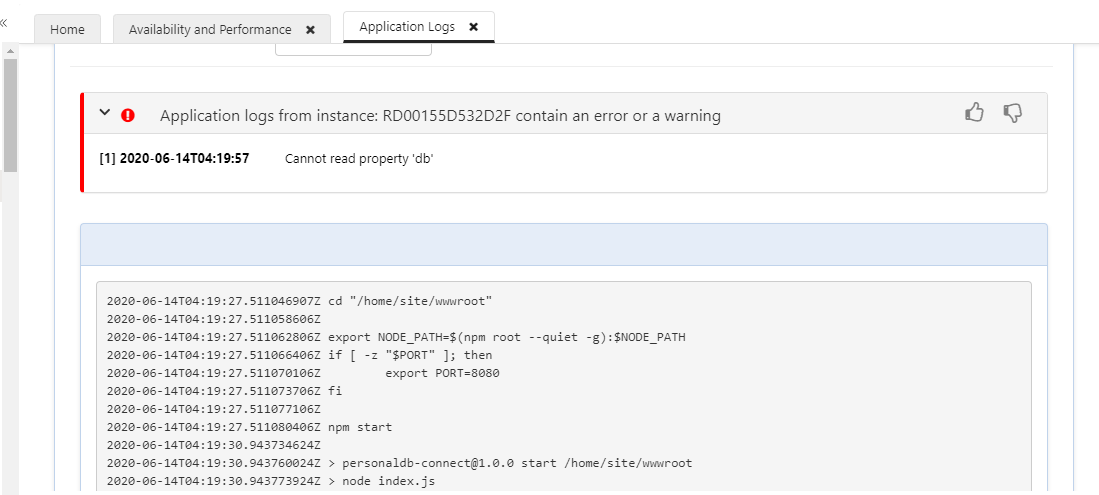 Home
Availability and Performance ×
Application Logs ×
Application logs from instance: RD00155D532D2F contain an error or a warning
[1] 2020-06-14T04:19:57 Cannot read property 'db'
2020-06-14T04:19:27.511046907Z cd "/home/site/wwwroot"
2020-06-14T04:19:27.511058606Z
2020-06-14T04:19:27.511062806Z export NODE_PATH=$(npm root --quiet -g):$NODE_PATH
2020-06-14T04:19:27.511066406Z if [ -z "$PORT" ]; then
2020-06-14T04:19:27.511070106Z         export PORT=8080
2020-06-14T04:19:27.511073706Z fi
2020-06-14T04:19:27.511077106Z
2020-06-14T04:19:27.511080406Z npm start
2020-06-14T04:19:30.943734624Z
2020-06-14T04:19:30.943760024Z > personaldb-connect@1.0.0 start /home/site/wwwroot
2020-06-14T04:19:30.943773924Z > node index.js